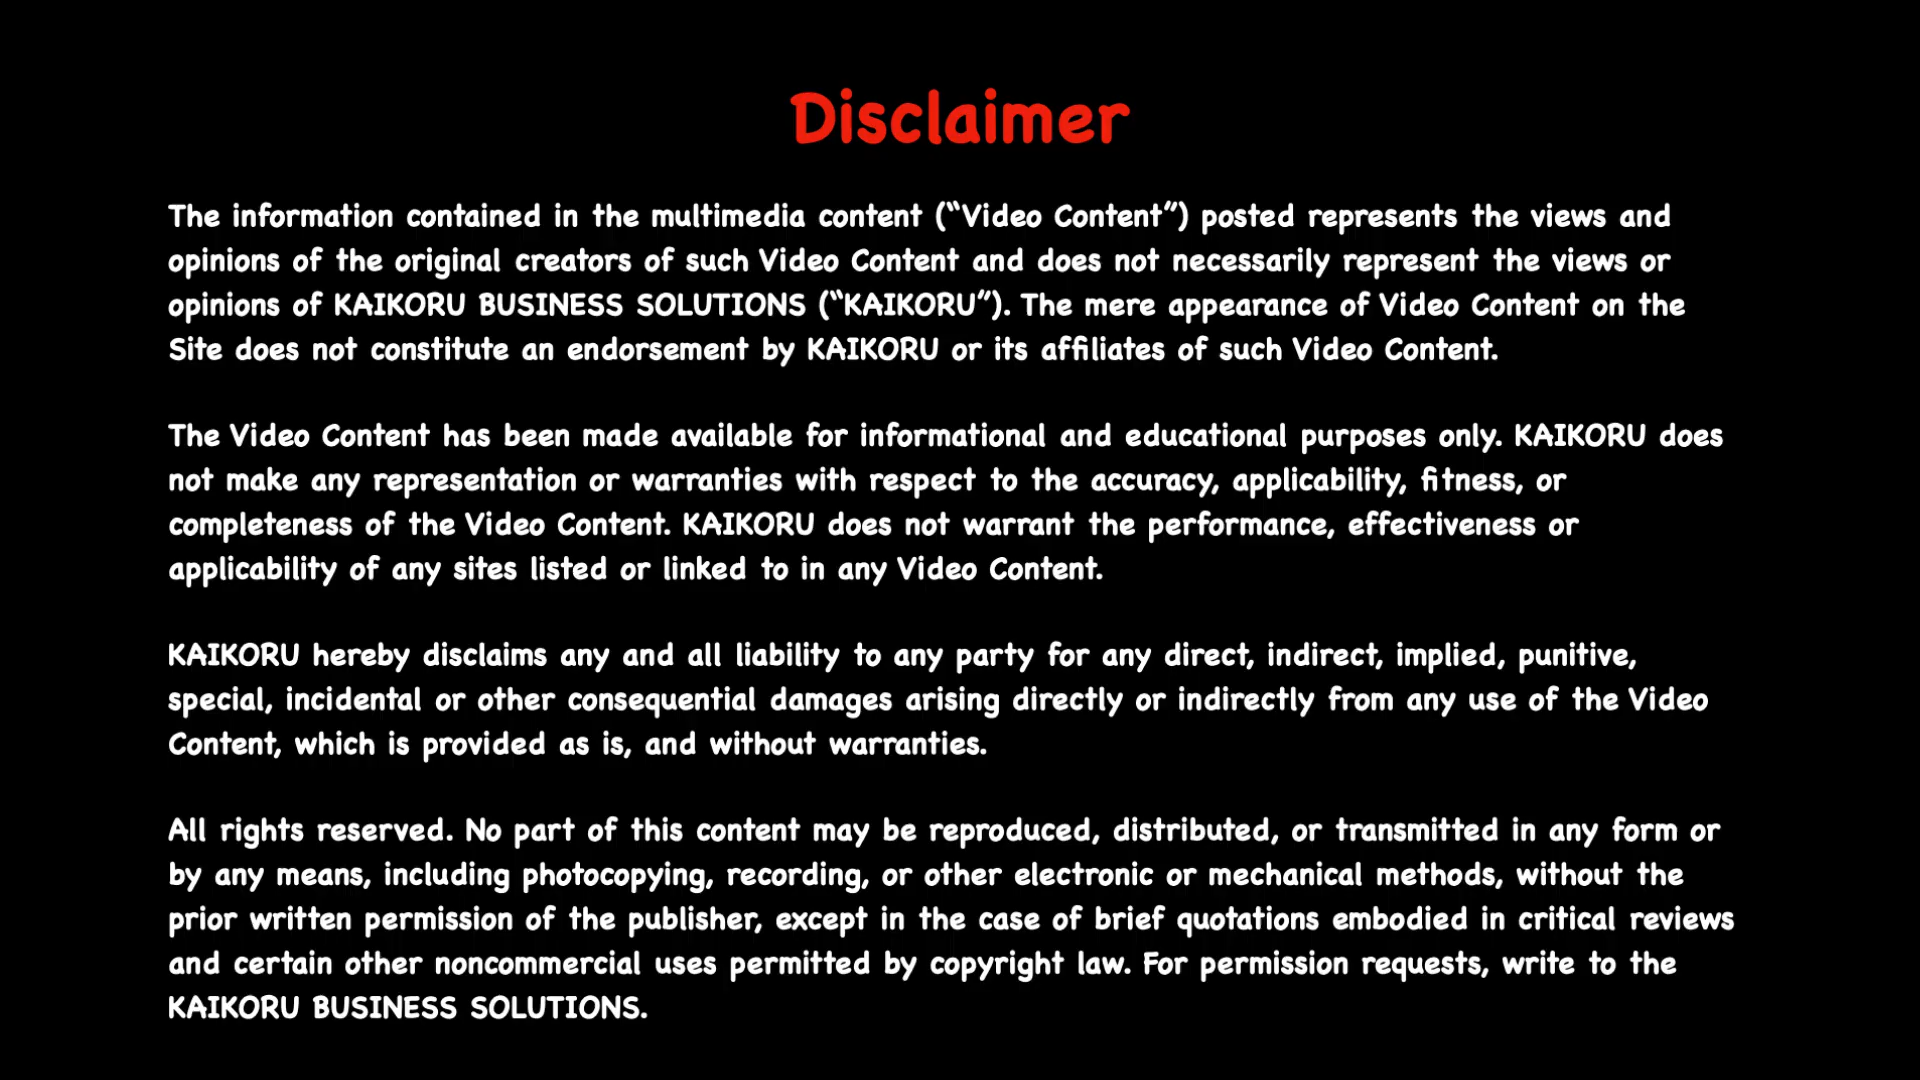 Disclaimer
The information contained in the multimedia content (“Video Content”) posted represents the views and
opinions of the original creators of such Video Content and does not necessarily represent the views or
opinions of KAIKORU BUSINESS SOLUTIONS (“KAIKORU”). The mere appearance of Video Content on the
Site does not constitute an endorsement by KAIKORU or its affiliates of such Video Content.
The Video Content has been made available for informational and educational purposes only. KAIKORU does
not make any representation or warranties with respect to the accuracy, applicability, fitness, or
completeness of the Video Content. KAIKORU does not warrant the performance, effectiveness or
applicability of any sites listed or linked to in any Video Content.
KAIKORU hereby disclaims any and all liability to any party for any direct, indirect, implied, punitive,
special, incidental or other consequential damages arising directly or indirectly from any use of the Video
Content, which is provided as is, and without warranties.
All rights reserved. No part of this content may be reproduced, distributed, or transmitted in any form or
by any means, including photocopying, recording, or other electronic or mechanical methods, without the
prior written permission of the publisher, except in the case of brief quotations embodied in critical reviews
and certain other noncommercial uses permitted by copyright law. For permission requests, write to the
KAIKORU BUSINESS SOLUTIONS.